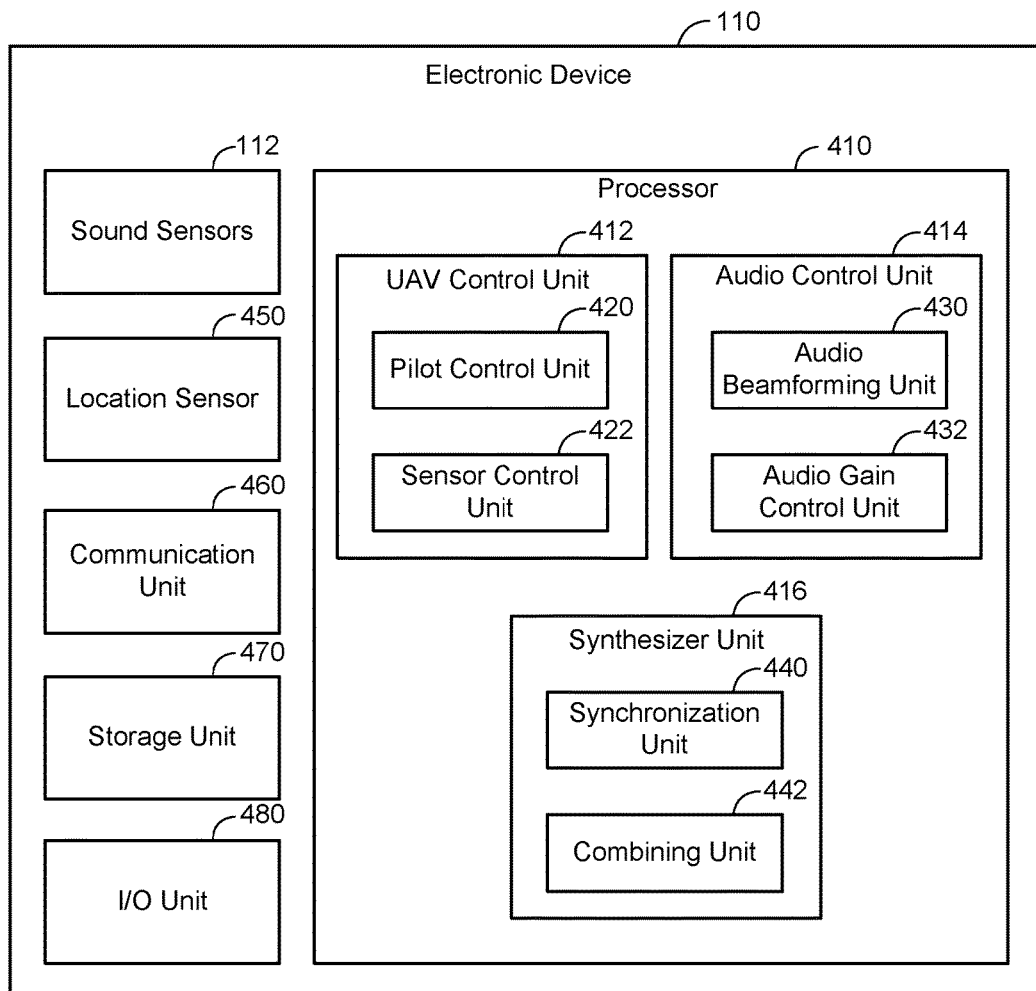 110
Electronic Device
112
Sound Sensors
450
Location Sensor
460
Communication
Unit
470
Storage Unit
480
I/O Unit
410
Processor
412
UAV Control Unit
420
Pilot Control Unit
422
Sensor Control
Unit
414
Audio Control Unit
430
Audio
Beamforming Unit
432
Audio Gain
Control Unit
416
Synthesizer Unit
440
Synchronization
Unit
442
Combining Unit